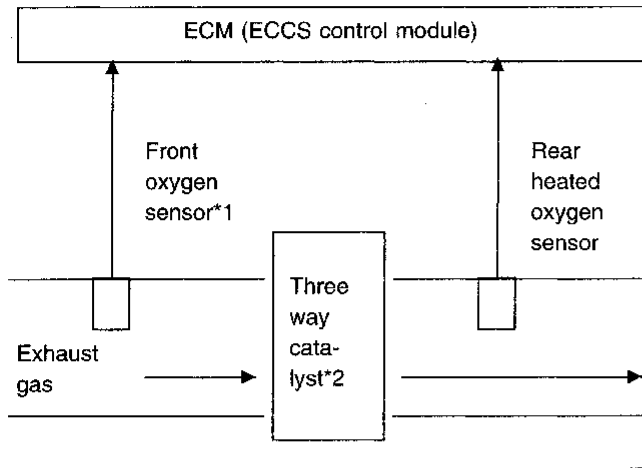 ECM (ECCS control module)
Front
oxygen
sensor*1
Rear
heated
oxygen
sensor
Three
way
cata-
lyst*2
Exhaust
gas